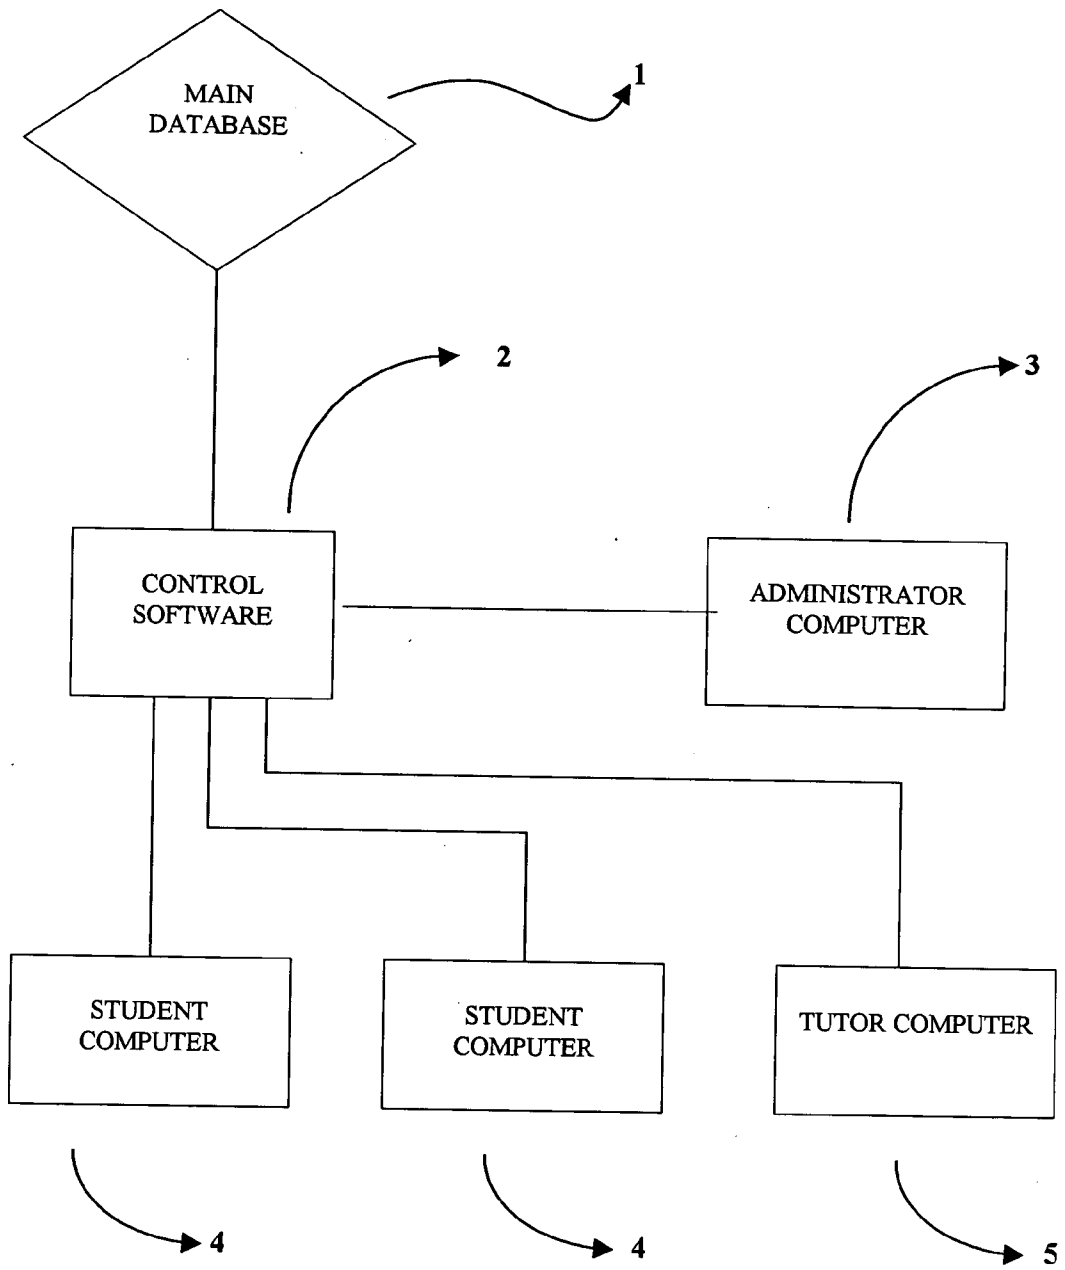 MAIN
DATABASE
1
2
3
CONTROL
SOFTWARE
ADMINISTRATOR
COMPUTER
STUDENT
COMPUTER
STUDENT
COMPUTER
TUTOR COMPUTER
4
4
5